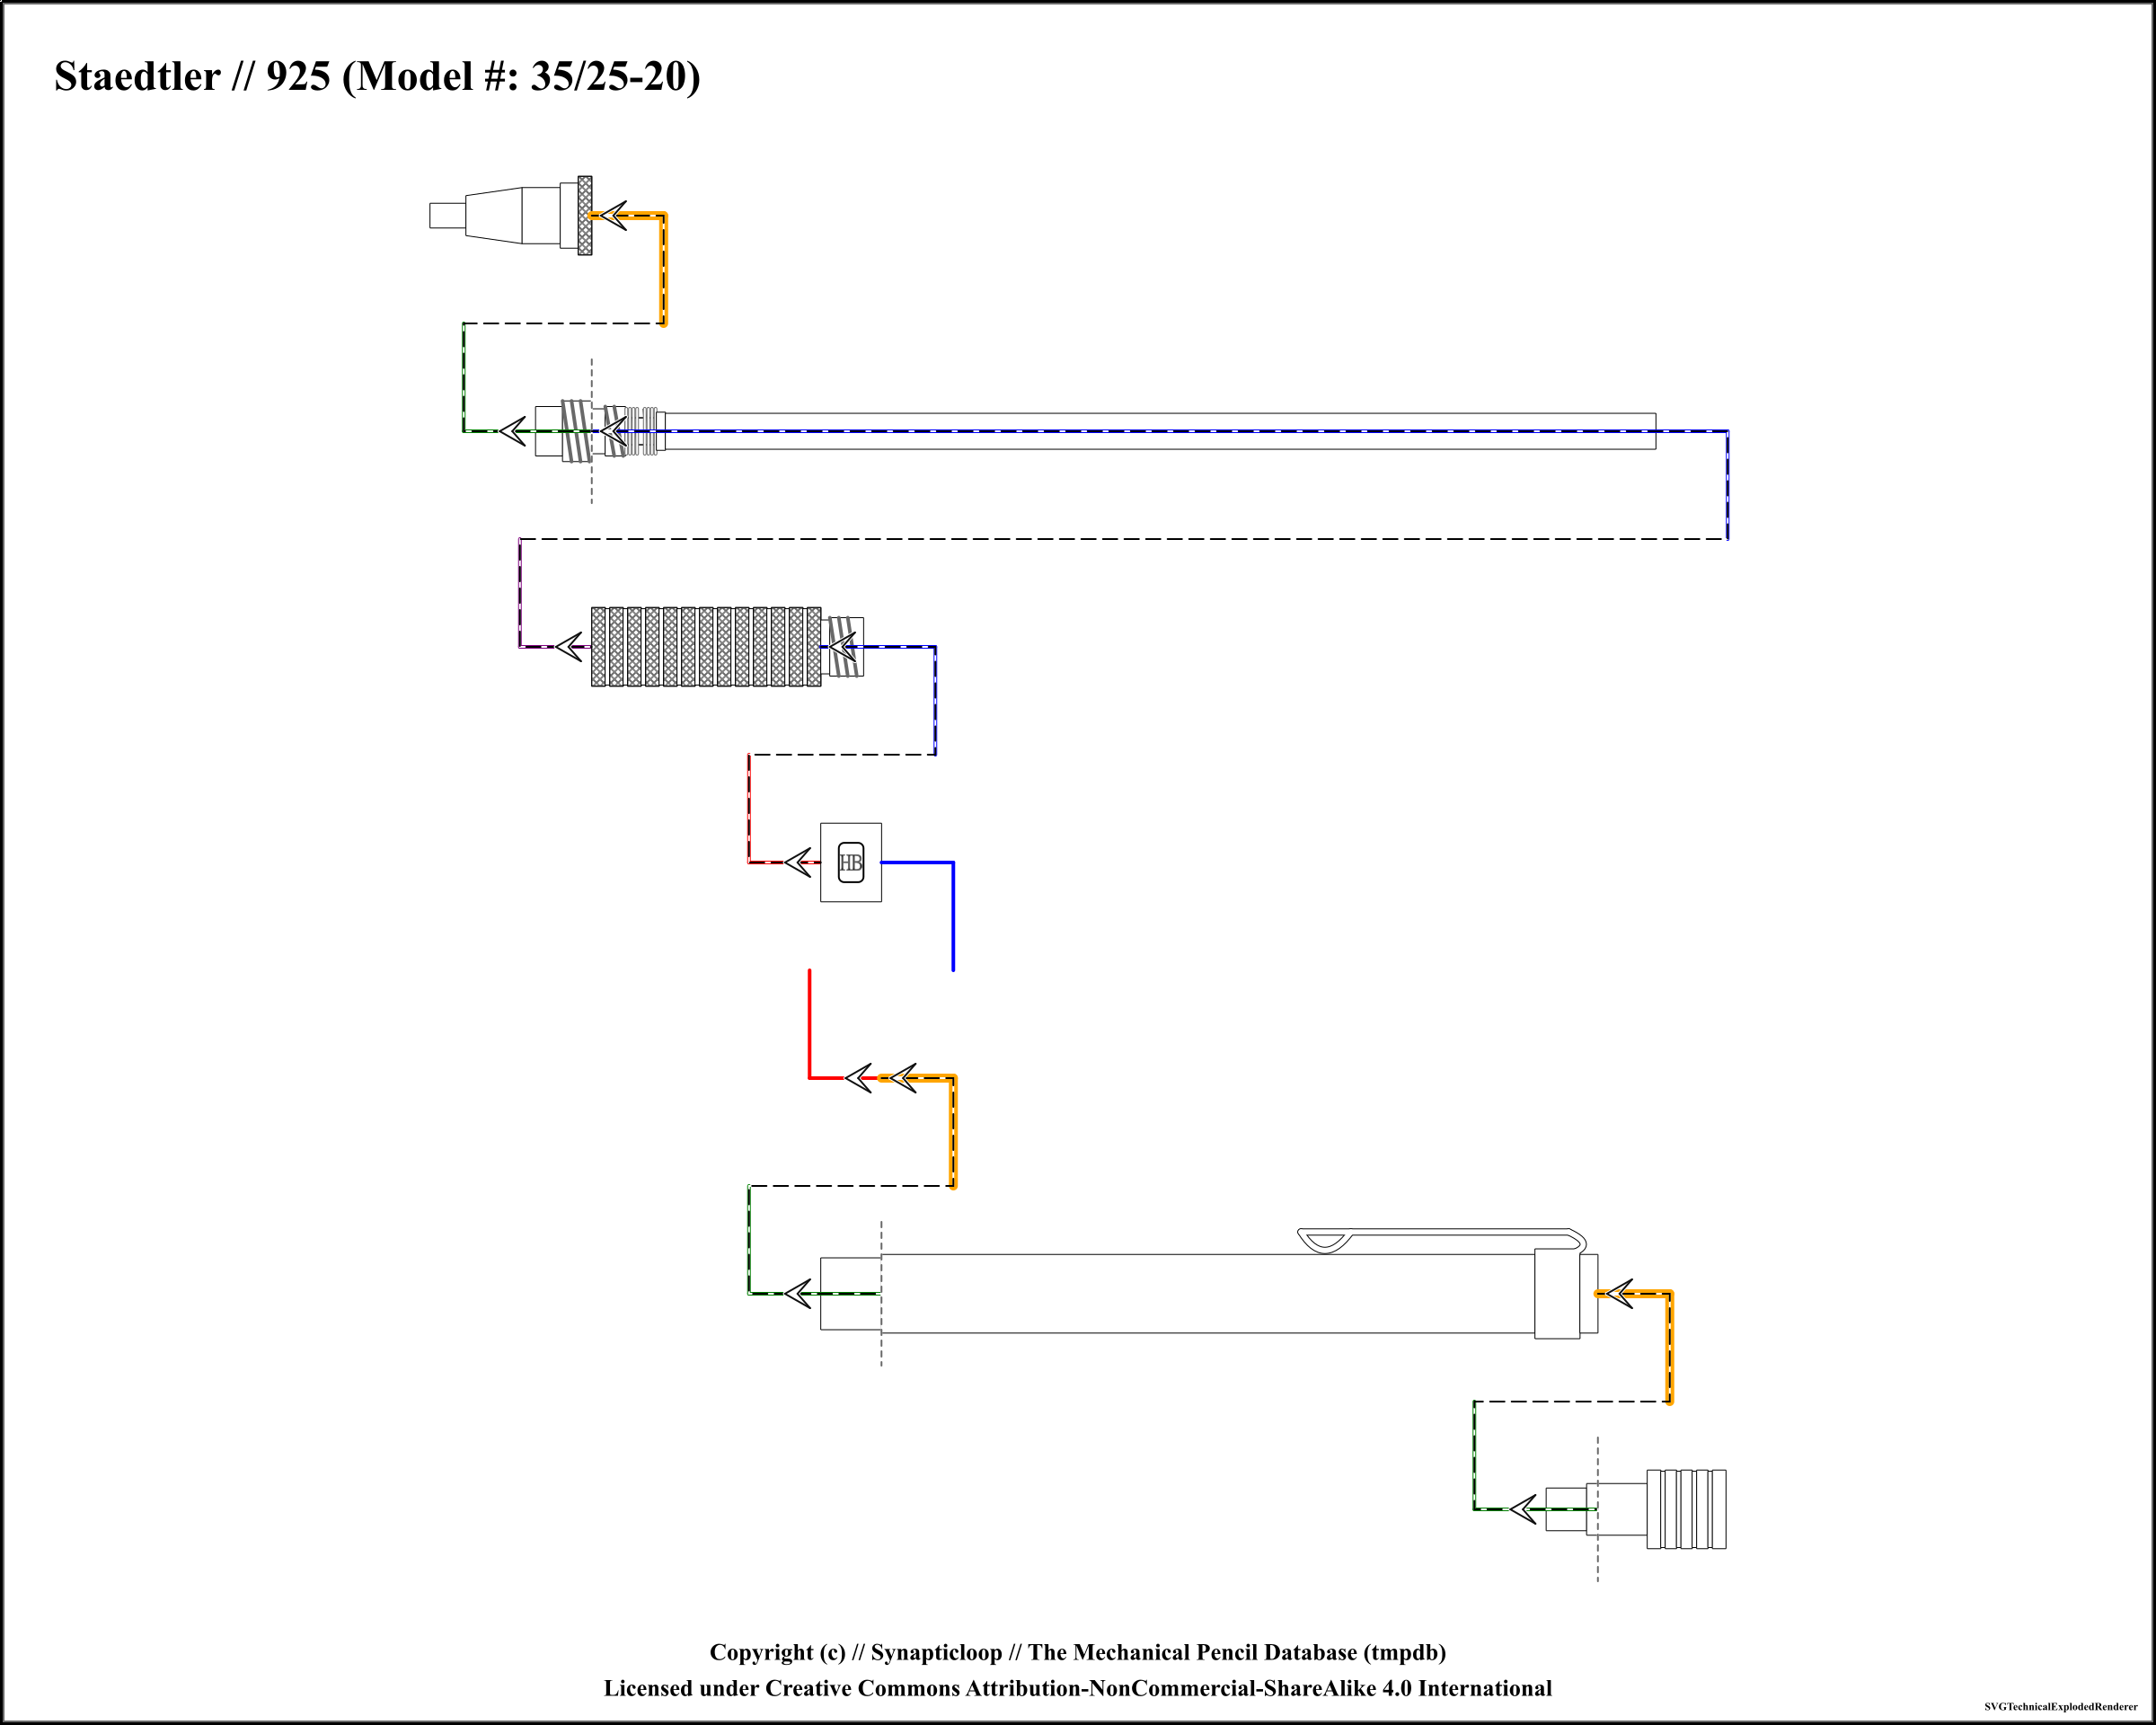 Staedtler // 925 (Model #: 35/25-20)
HB
Copyright (c) // Synapticloop // The Mechanical Pencil Database (tmpdb)
Licensed under Creative Commons Attribution-NonCommercial-ShareAlike 4.0 International
SVGTechnicalExplodedRenderer